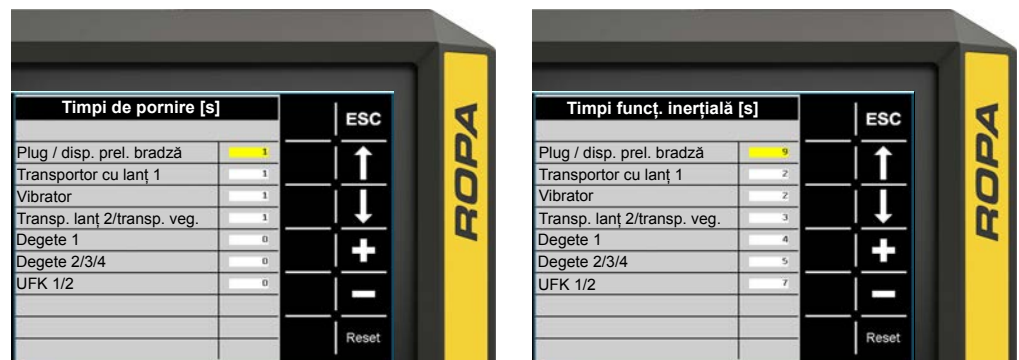 Timpi de pornire [s]
ESC
Plug / disp. prel. bradză 1
Transportor cu lanț 1 1
Vibrator 1
Transp. lanț 2/transp. veg. 1
Degete 1 0
Degete 2/3/4 0
UFK 1/2 0
Reset
ROPA
Timpi funcț. inerțială [s]
ESC
Plug / disp. prel. bradză 9
Transportor cu lanț 1 2
Vibrator 2
Transp. lanț 2/transp. veg. 3
Degete 1 4
Degete 2/3/4 5
UFK 1/2 7
Reset
ROPA